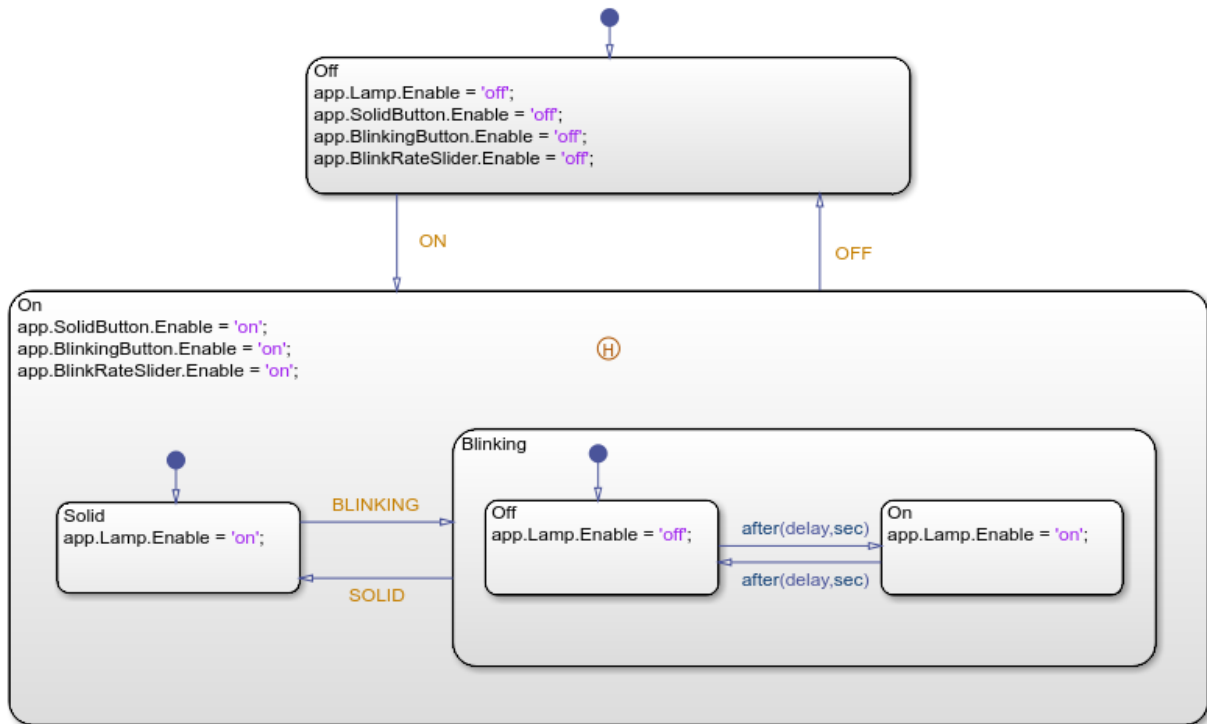 Off
app.Lamp.Enable = 'off';
app.SolidButton.Enable = 'off';
app.BlinkingButton.Enable = 'off';
app.BlinkRateSlider.Enable = 'off';
ON
OFF
On
app.SolidButton.Enable = 'on';
app.BlinkingButton.Enable = 'on';
app.BlinkRateSlider.Enable = 'on';
H
Blinking
Solid
app.Lamp.Enable = 'on';
BLINKING
SOLID
Off
app.Lamp.Enable = 'off';
after(delay,sec)
after(delay,sec)
On
app.Lamp.Enable = 'on';